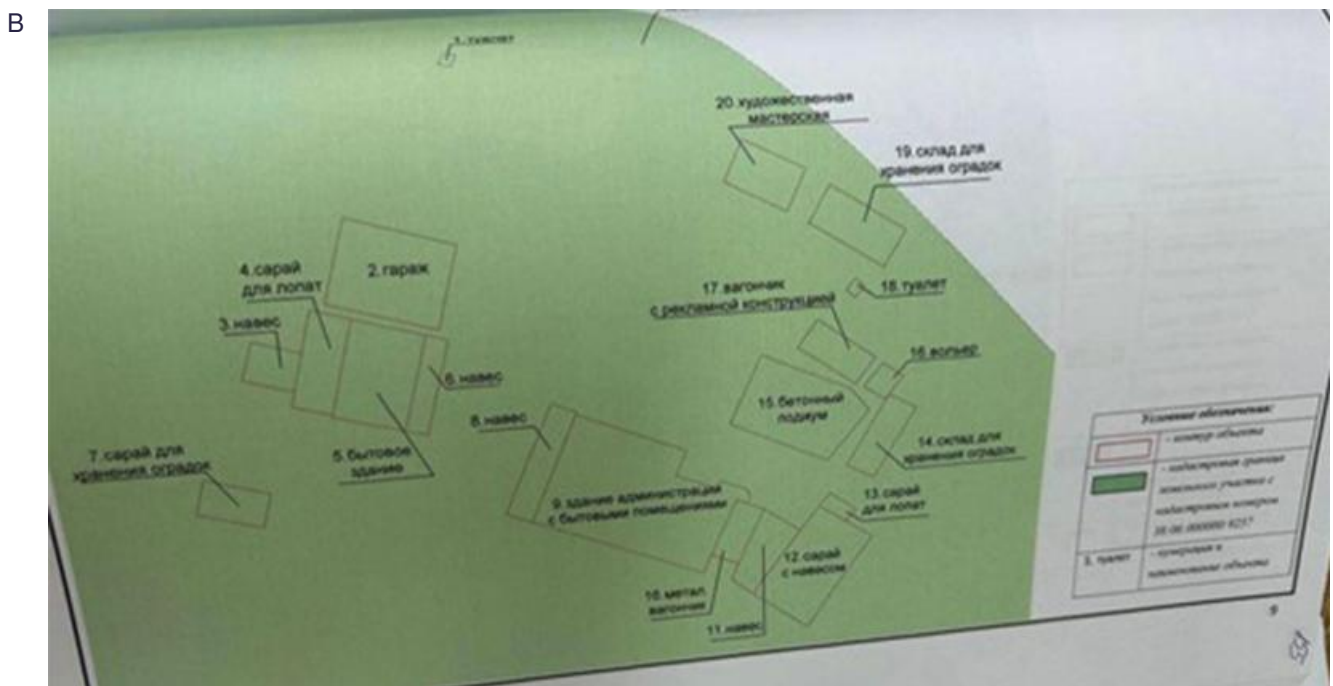 B
1. туалет
20.художественная
мастерская
19.склад для
хранения оградок
4.сарай
для лопат
2.гараж
17.вагончик
с рекламной конструкцией
18.туалет
3.навес
16.вольер
6.навес
15.бетонный
подиум
8.навес
14.склад для
хранения оградок
7.сарай для
хранения оградок
5.бытовое
здание
9.здание администрации
с бытовыми помещениями
13.сарай
для лопат
12.сарай
с навесом
10.метал.
вагончик
11.навес
Условные обозначения:
- контур объекта
- кадастровая граница
земельного участка с
кадастровым номером
1. туалет
- нумерация и
наименование объекта
9